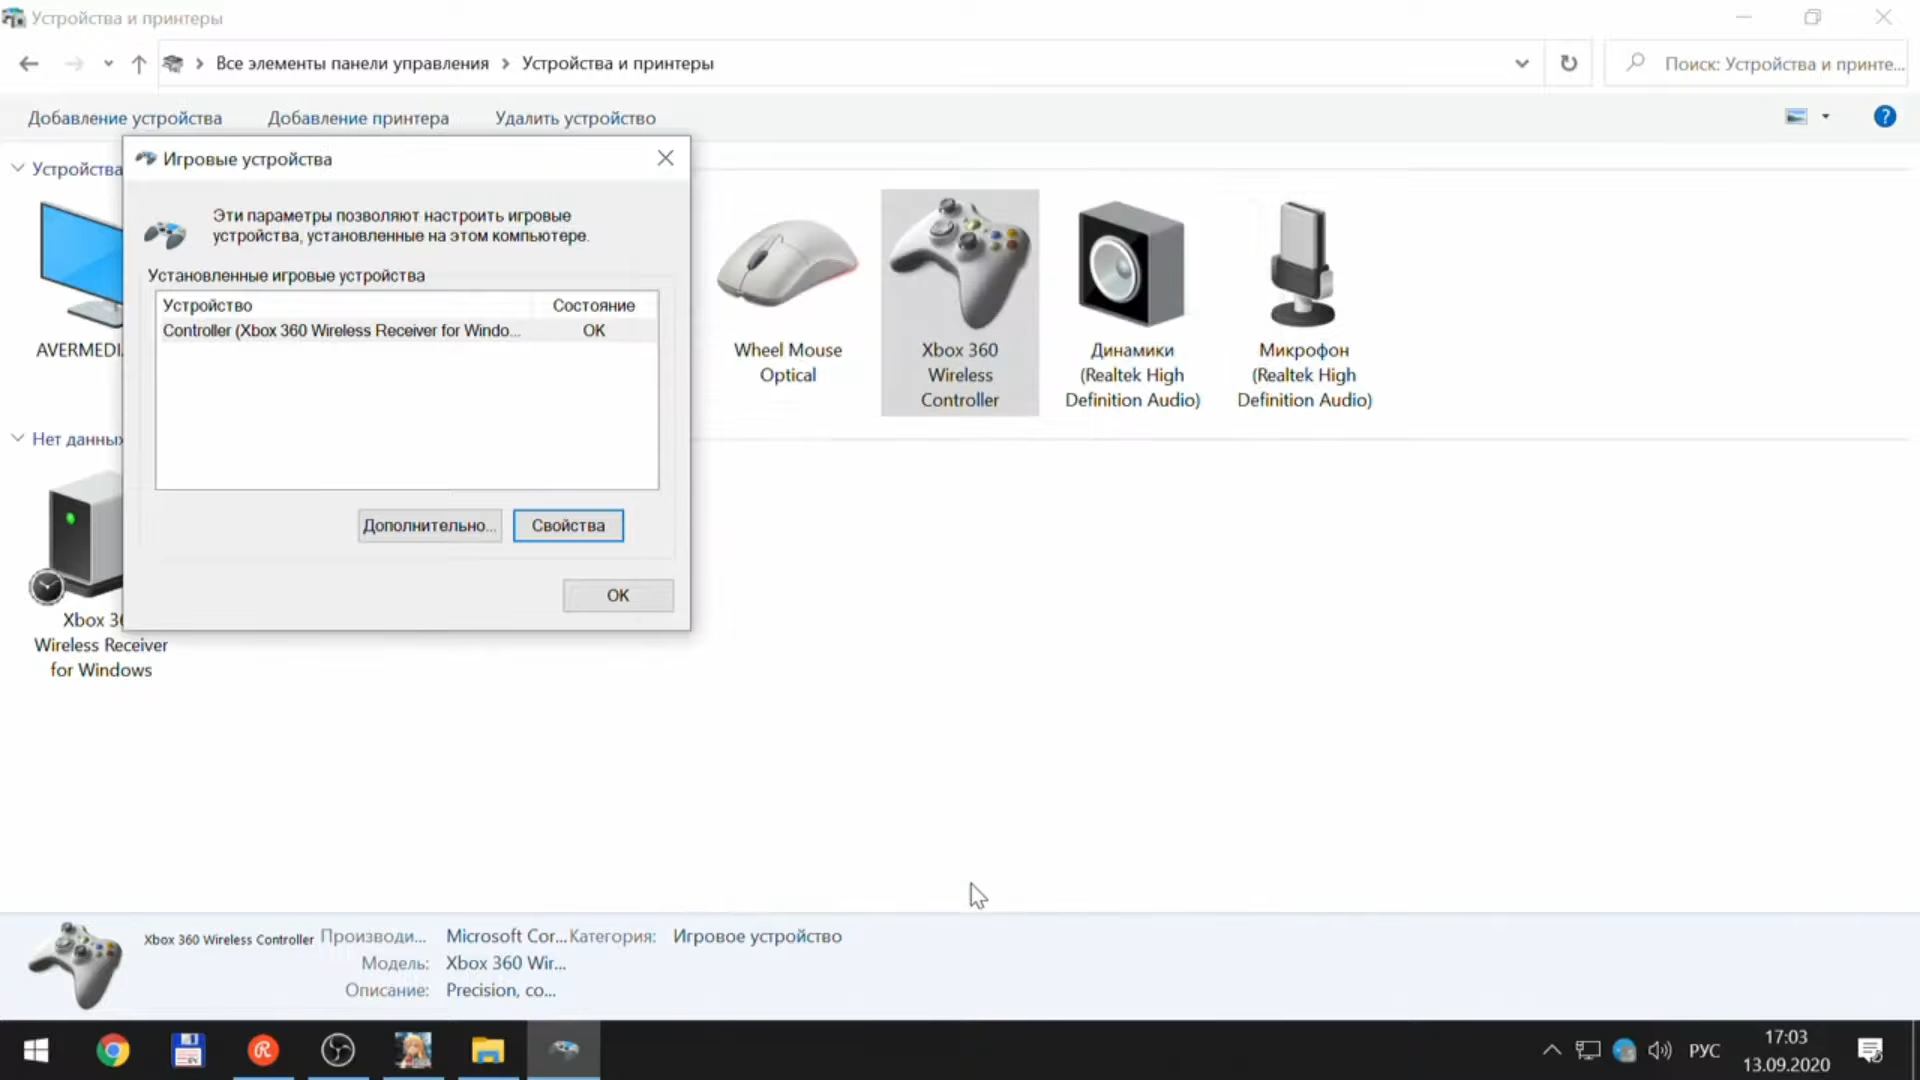 Устройства и принтеры
Все элементы панели управления
Устройства и принтеры
Поиск: Устройства и принте...
Добавление устройства
Добавление принтера
Удалить устройство
?
Устройства
Игровые устройства
Эти параметры позволяют настроить игровые
устройства, установленные на этом компьютере.
Установленные игровые устройства
Устройство
Состояние
Controller (Xbox 360 Wireless Receiver for Windo...
OK
Дополнительно...
Свойства
OK
AVERMEDI
Wheel Mouse
Optical
Xbox 360
Wireless
Controller
Динамики
(Realtek High
Definition Audio)
Микрофон
(Realtek High
Definition Audio)
Нет данных
Xbox 36
Wireless Receiver
for Windows
Xbox 360 Wireless Controller
Производи...
Microsoft Cor...
Категория:
Игровое устройство
Модель:
Xbox 360 Wir...
Описание:
Precision, co...
РУС
17:03
13.09.2020